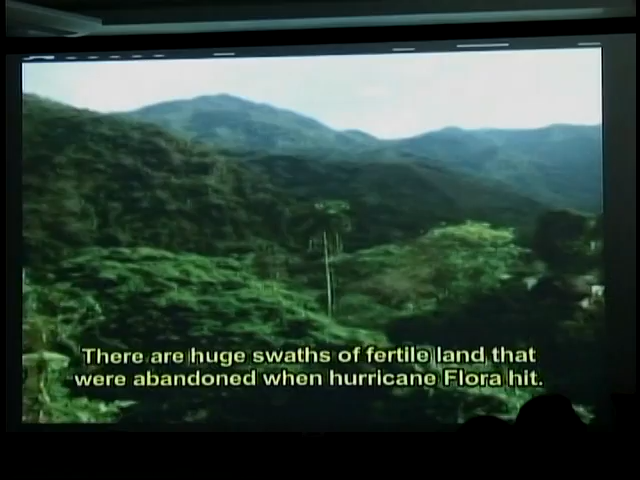 There are huge swaths of fertile land that
were abandoned when hurricane Flora hit.